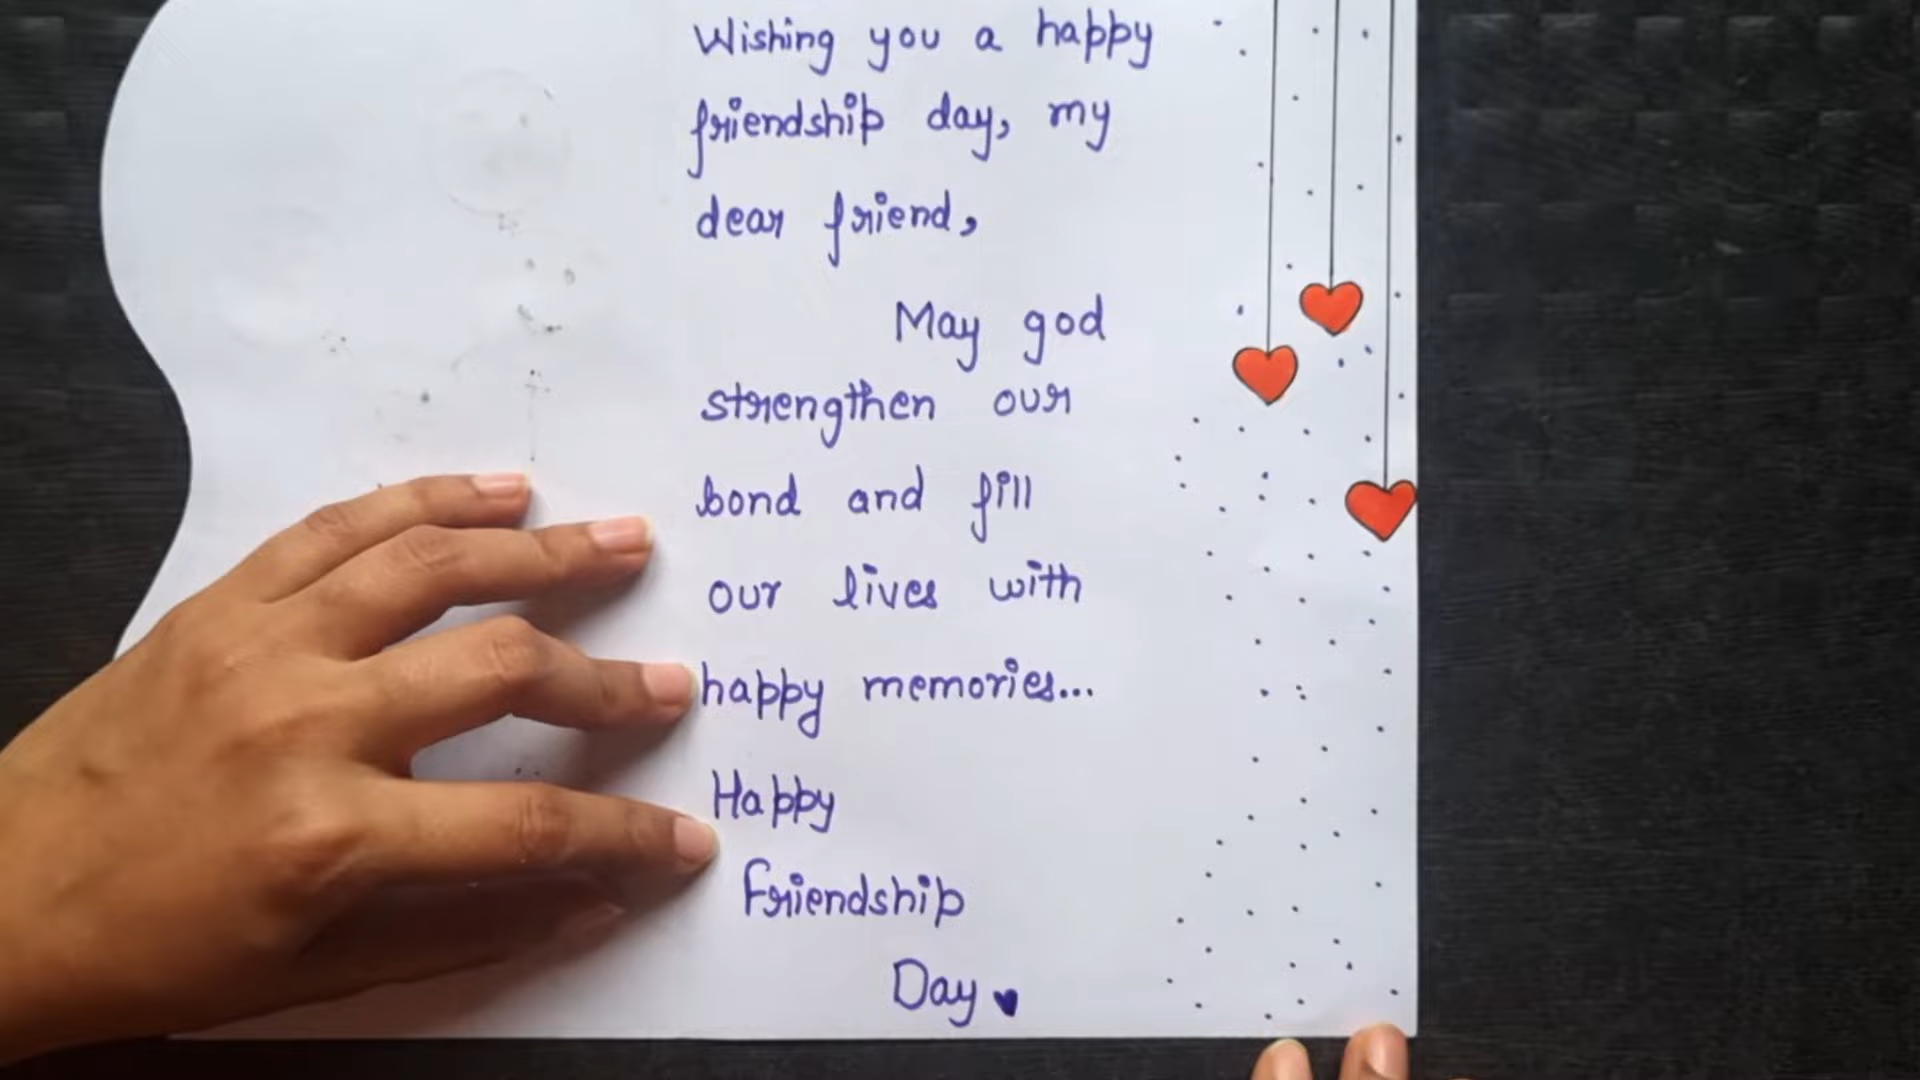 Wishing you a happy
friendship day, my
dear friend,
May god
strengthen our
bond and fill
our lives with
happy memories...
Happy
Friendship
Day